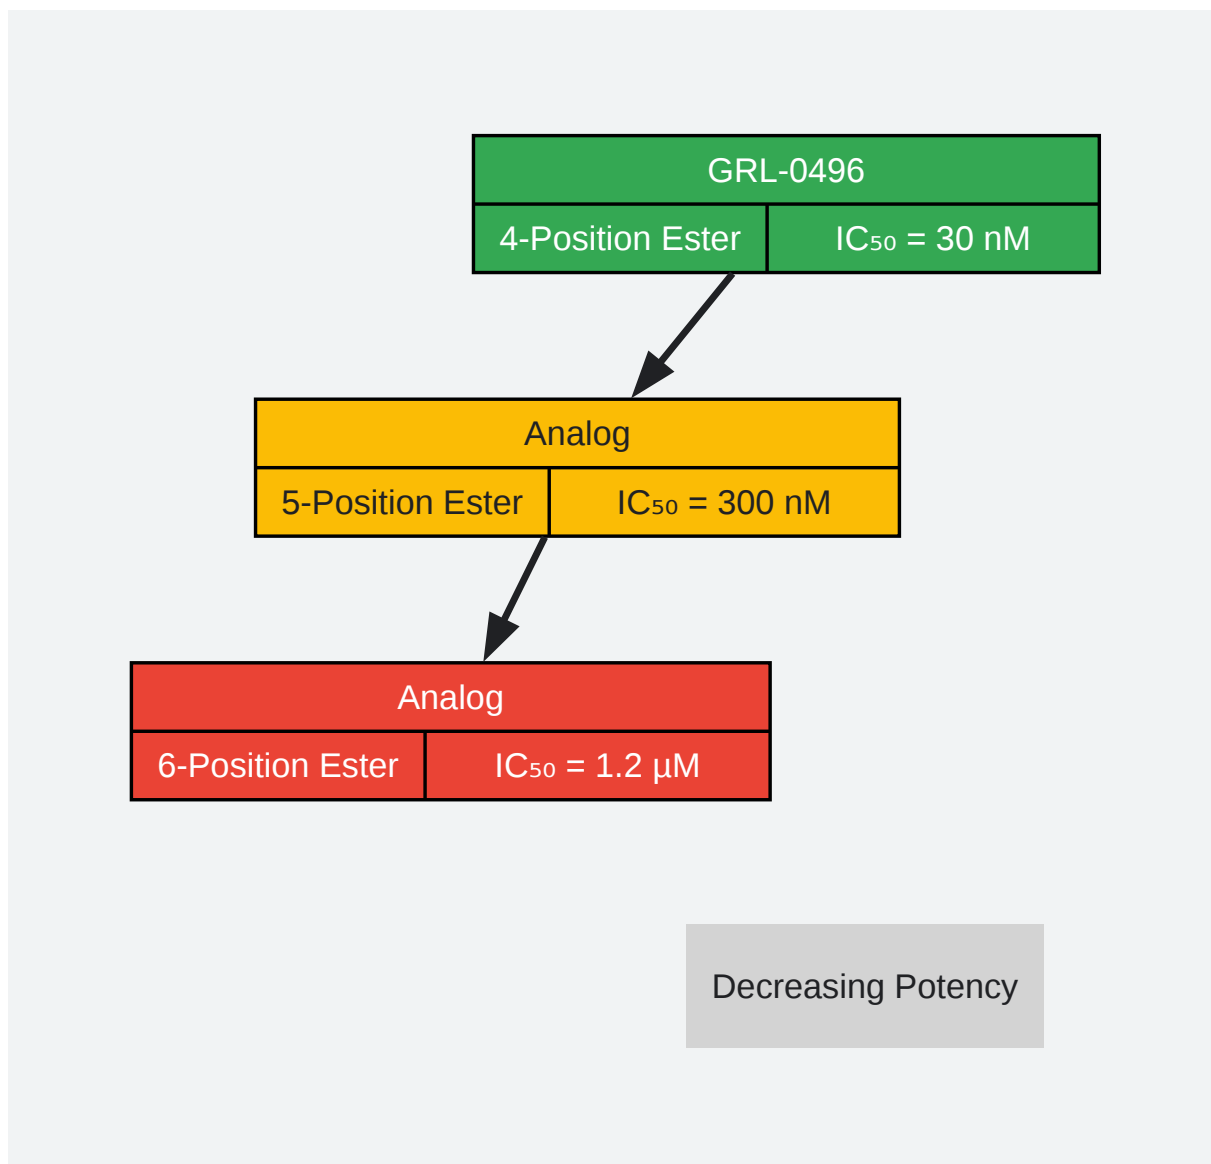 GRL-0496
4-Position Ester IC₅₀ = 30 nM
Analog
5-Position Ester IC₅₀ = 300 nM
Analog
6-Position Ester IC₅₀ = 1.2 µM
Decreasing Potency